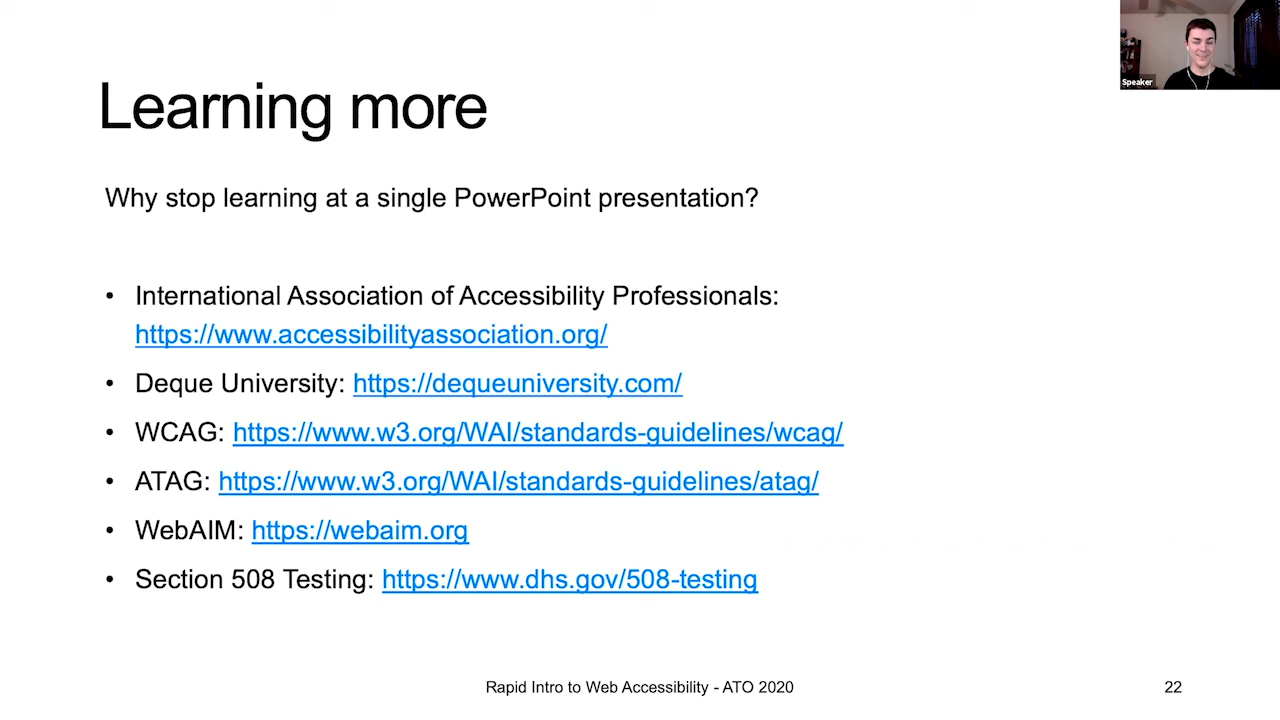 Speaker
Learning more
Why stop learning at a single PowerPoint presentation?
• International Association of Accessibility Professionals:
https://www.accessibilityassociation.org/
• Deque University: https://dequeuniversity.com/
• WCAG: https://www.w3.org/WAI/standards-guidelines/wcag/
• ATAG: https://www.w3.org/WAI/standards-guidelines/atag/
• WebAIM: https://webaim.org
• Section 508 Testing: https://www.dhs.gov/508-testing
Rapid Intro to Web Accessibility - ATO 2020
22